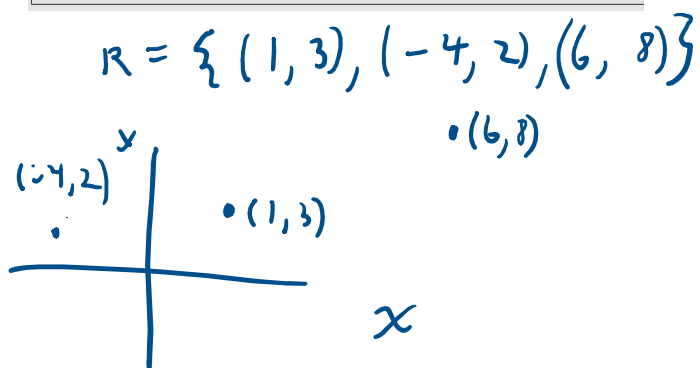 R = { (1, 3), (-4, 2), (6, 8)}
•(6,8)
y
(-4,2)
•(1,3)
x